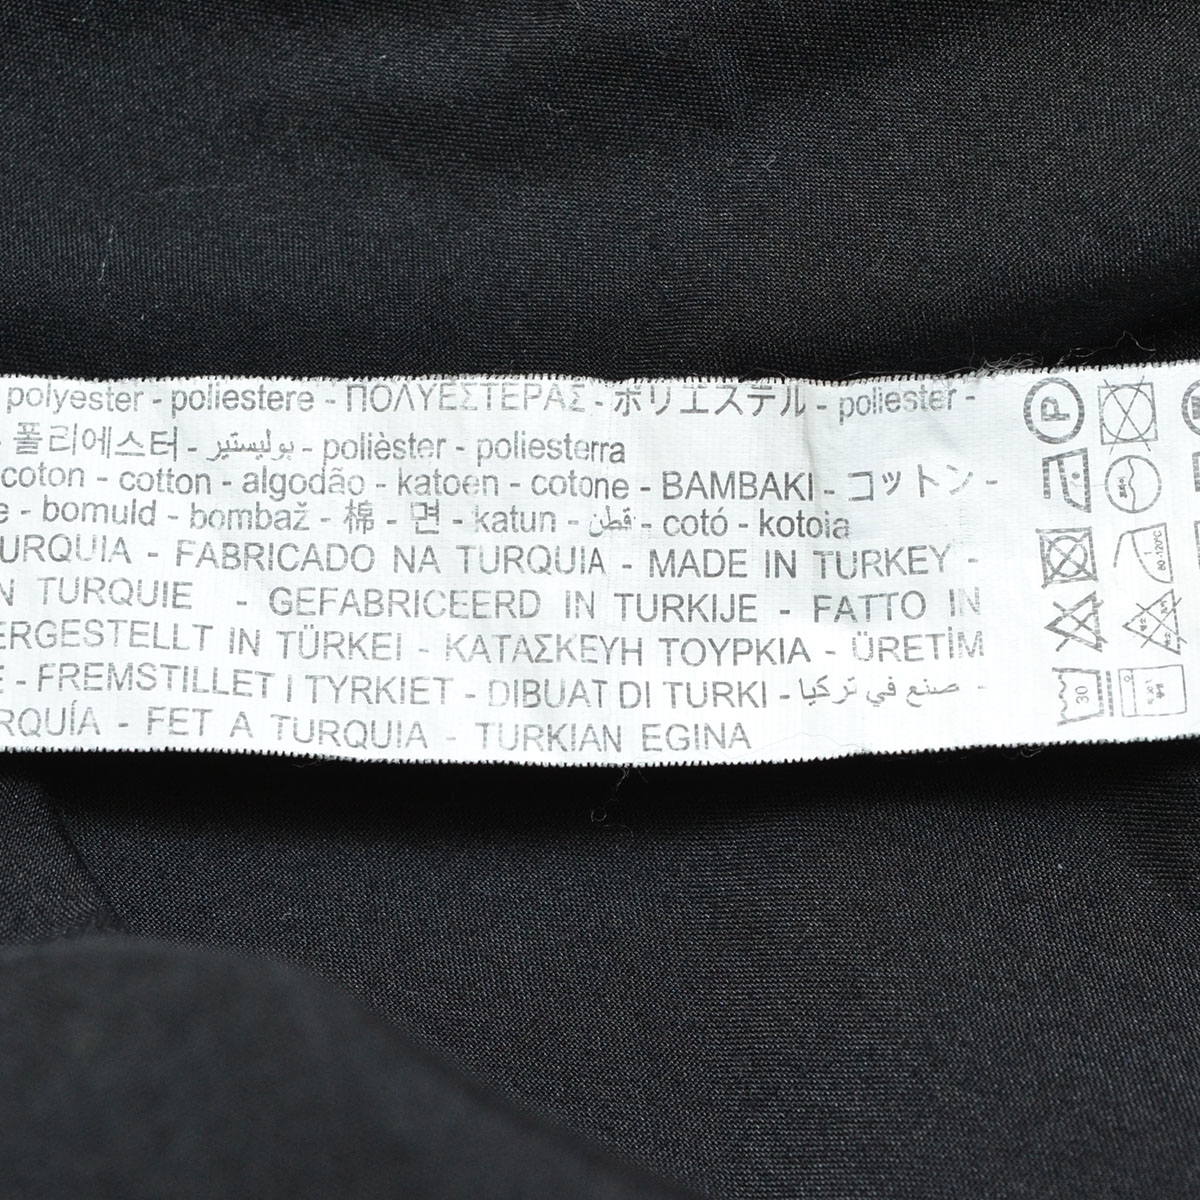 polyester - poliestere - ΠΟΛΥΕΣΤΕΡΑΣ - ポリエステル - poliester -
- 폴리에스터 - بوليستير - polièster - poliesterra
coton - cotton - algodão - katoen - cotone - BAMBAKI - コットン -
- bomuld - bombaž - 棉 - 면 - katun - قطن - cotó - kotoia
TURQUIA - FABRICADO NA TURQUIA - MADE IN TURKEY -
TURQUIE - GEFABRICEERD IN TURKIJE - FATTO IN
ERGESTELLT IN TÜRKEI - ΚΑΤΑΣΚΕΥΗ ΤΟΥΡΚΙΑ - ÜRETİM
- FREMSTILLET I TYRKIET - DIBUAT DI TURKI - صنع في تركيا -
RQUÍA - FET A TURQUIA - TURKIAN EGINA
P
30